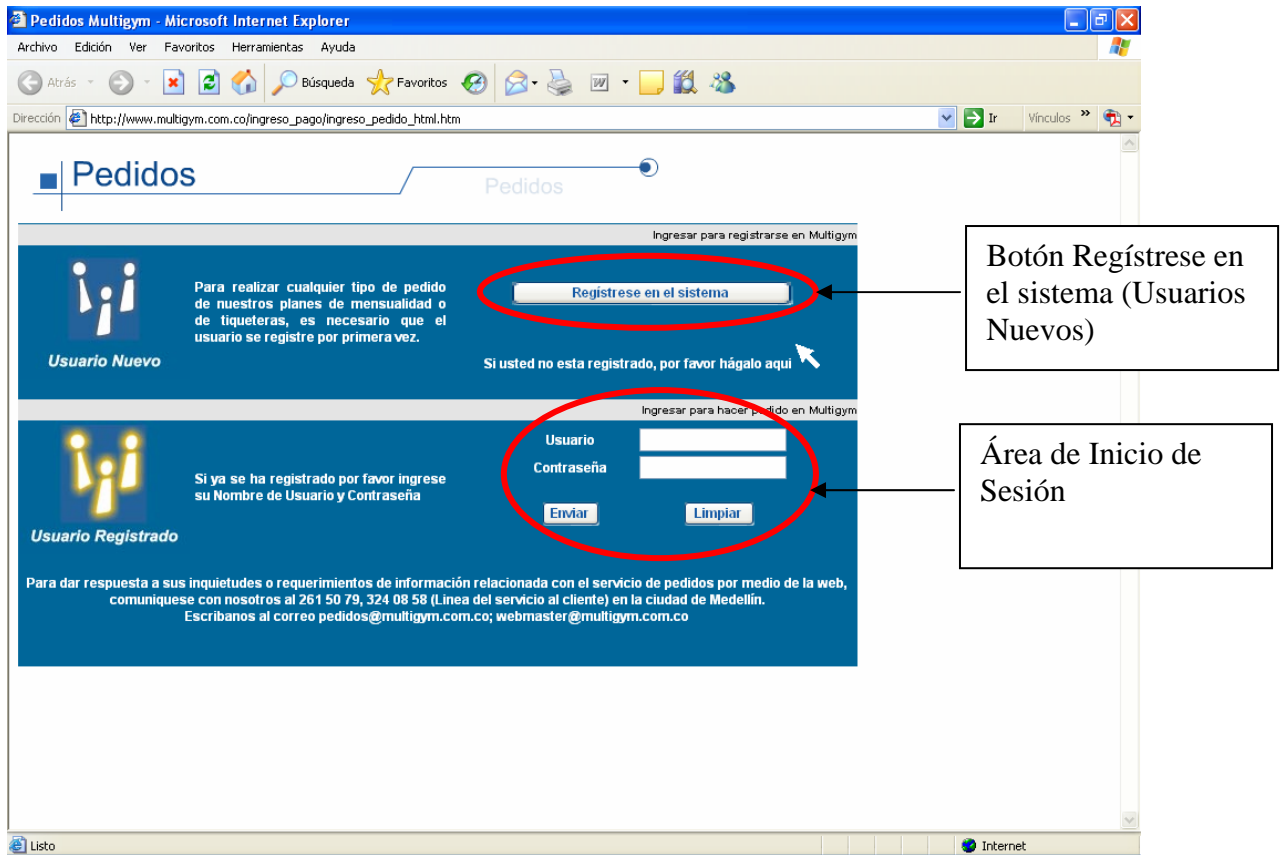 Pedidos Multigym - Microsoft Internet Explorer
Archivo Edición Ver Favoritos Herramientas Ayuda
Atrás Búsqueda Favoritos
Dirección http://www.multigym.com.co/ingreso_pago/ingreso_pedido_html.htm Ir Vínculos »
Pedidos
Pedidos
Ingresar para registrarse en Multigym
Para realizar cualquier tipo de pedido
de nuestros planes de mensualidad o
de tiqueteras, es necesario que el
usuario se registre por primera vez.
Usuario Nuevo
Registrese en el sistema
Si usted no esta registrado, por favor hágalo aqui
Botón Regístrese en
el sistema (Usuarios
Nuevos)
Ingresar para hacer pedido en Multigym
Usuario
Contraseña
Si ya se ha registrado por favor ingrese
su Nombre de Usuario y Contraseña
Enviar Limpiar
Usuario Registrado
Área de Inicio de
Sesión
Para dar respuesta a sus inquietudes o requerimientos de información relacionada con el servicio de pedidos por medio de la web,
comuniquese con nosotros al 261 50 79, 324 08 58 (Linea del servicio al cliente) en la ciudad de Medellín.
Escribanos al correo pedidos@multigym.com.co; webmaster@multigym.com.co
Listo Internet